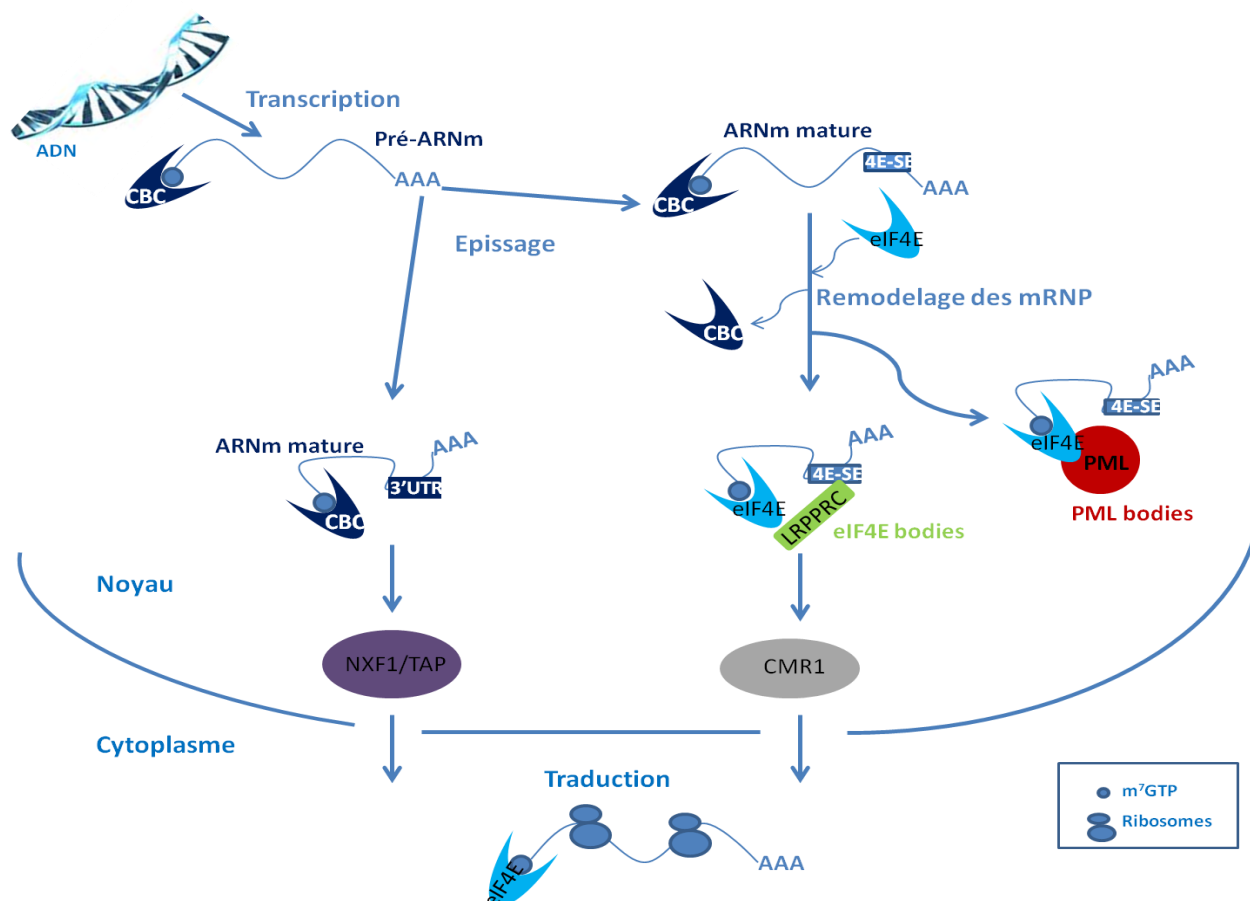 Transcription
ADN
Pré-ARNm
CBC
AAA
ARNm mature
4E-SE
CBC
AAA
eIF4E
Epissage
Remodelage des mRNP
CBC
AAA
4E-SE
eIF4E
PML
PML bodies
ARNm mature
AAA
3'UTR
CBC
AAA
4E-SE
eIF4E
LRPPRC
eIF4E bodies
Noyau
NXF1/TAP
CMR1
Cytoplasme
Traduction
eIF4E
AAA
m⁷GTP
Ribosomes